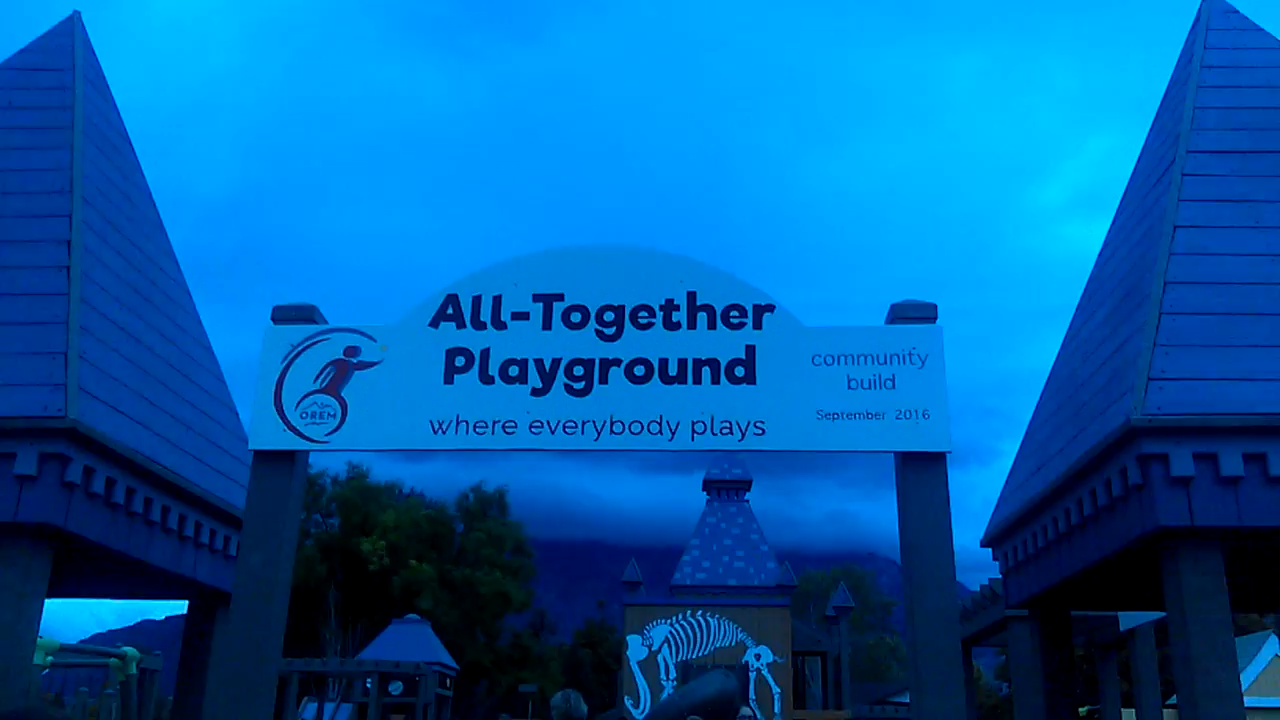 All-Together
Playground
where everybody plays
community
build
September 2016
OREM